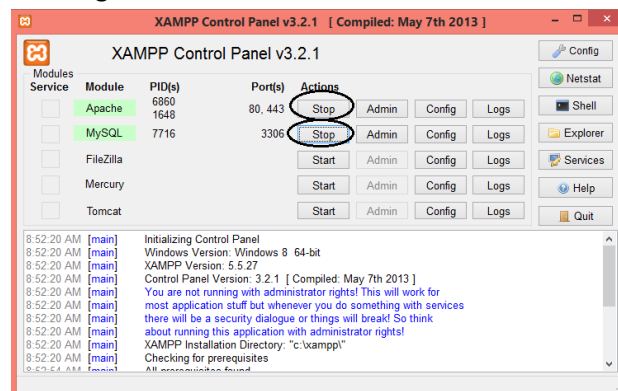 XAMPP Control Panel v3.2.1 [ Compiled: May 7th 2013 ]
XAMPP Control Panel v3.2.1
Config
Modules
Service Module PID(s) Port(s) Actions
Netstat
Apache 6860 1648 80, 443 Stop Admin Config Logs
Shell
MySQL 7716 3306 Stop Admin Config Logs
Explorer
FileZilla Start Admin Config Logs
Services
Mercury Start Admin Config Logs
Help
Tomcat Start Admin Config Logs
Quit
8:52:20 AM [main] Initializing Control Panel
8:52:20 AM [main] Windows Version: Windows 8 64-bit
8:52:20 AM [main] XAMPP Version: 5.5.27
8:52:20 AM [main] Control Panel Version: 3.2.1 [ Compiled: May 7th 2013 ]
8:52:20 AM [main] You are not running with administrator rights! This will work for
8:52:20 AM [main] most application stuff but whenever you do something with services
8:52:20 AM [main] there will be a security dialogue or things will break! So think
8:52:20 AM [main] about running this application with administrator rights!
8:52:20 AM [main] XAMPP Installation Directory: "c:\xampp\"
8:52:20 AM [main] Checking for prerequisites
8:52:54 AM [main] All prerequisites found